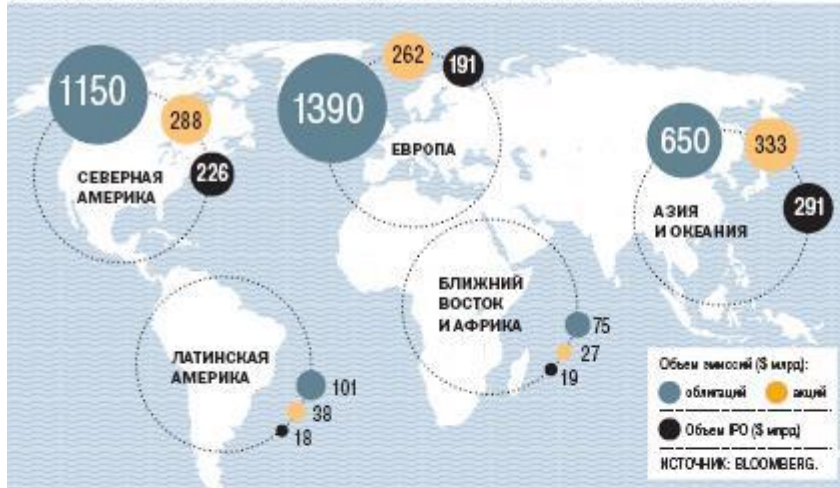 1150
288
226
СЕВЕРНАЯ
АМЕРИКА
1390
262
191
ЕВРОПА
650
333
291
АЗИЯ
И ОКЕАНИЯ
БЛИЖНИЙ
ВОСТОК
И АФРИКА
75
27
19
ЛАТИНСКАЯ
АМЕРИКА
101
38
18
Объем эмиссий ($ млрд):
облигаций акций
Объем IPO ($ млрд)
ИСТОЧНИК: BLOOMBERG.